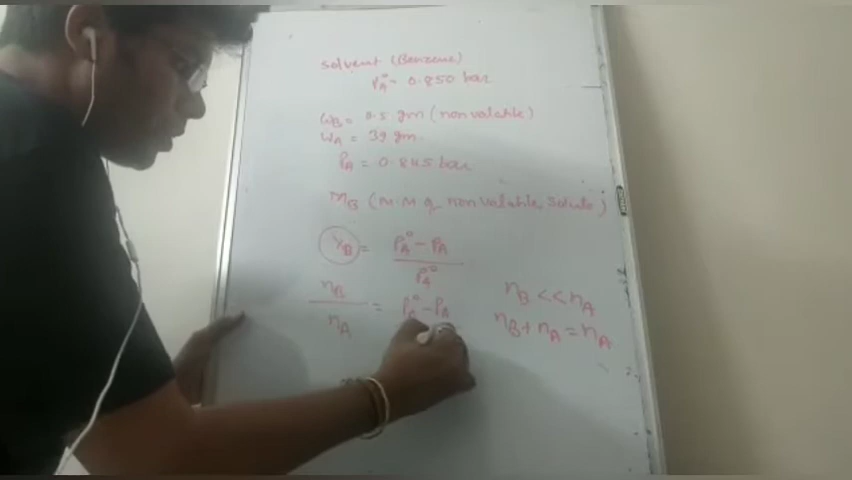 solvent (Benzene)
P°A = 0.850 bar
WB = 0.5 gm (non volatile)
WA = 39 gm.
PA = 0.845 bar
MB (M.M of non volatile solute)
XB = P°A - PA / P°A
nB / nA = P°A - PA
nB << nA
nB + nA = nA